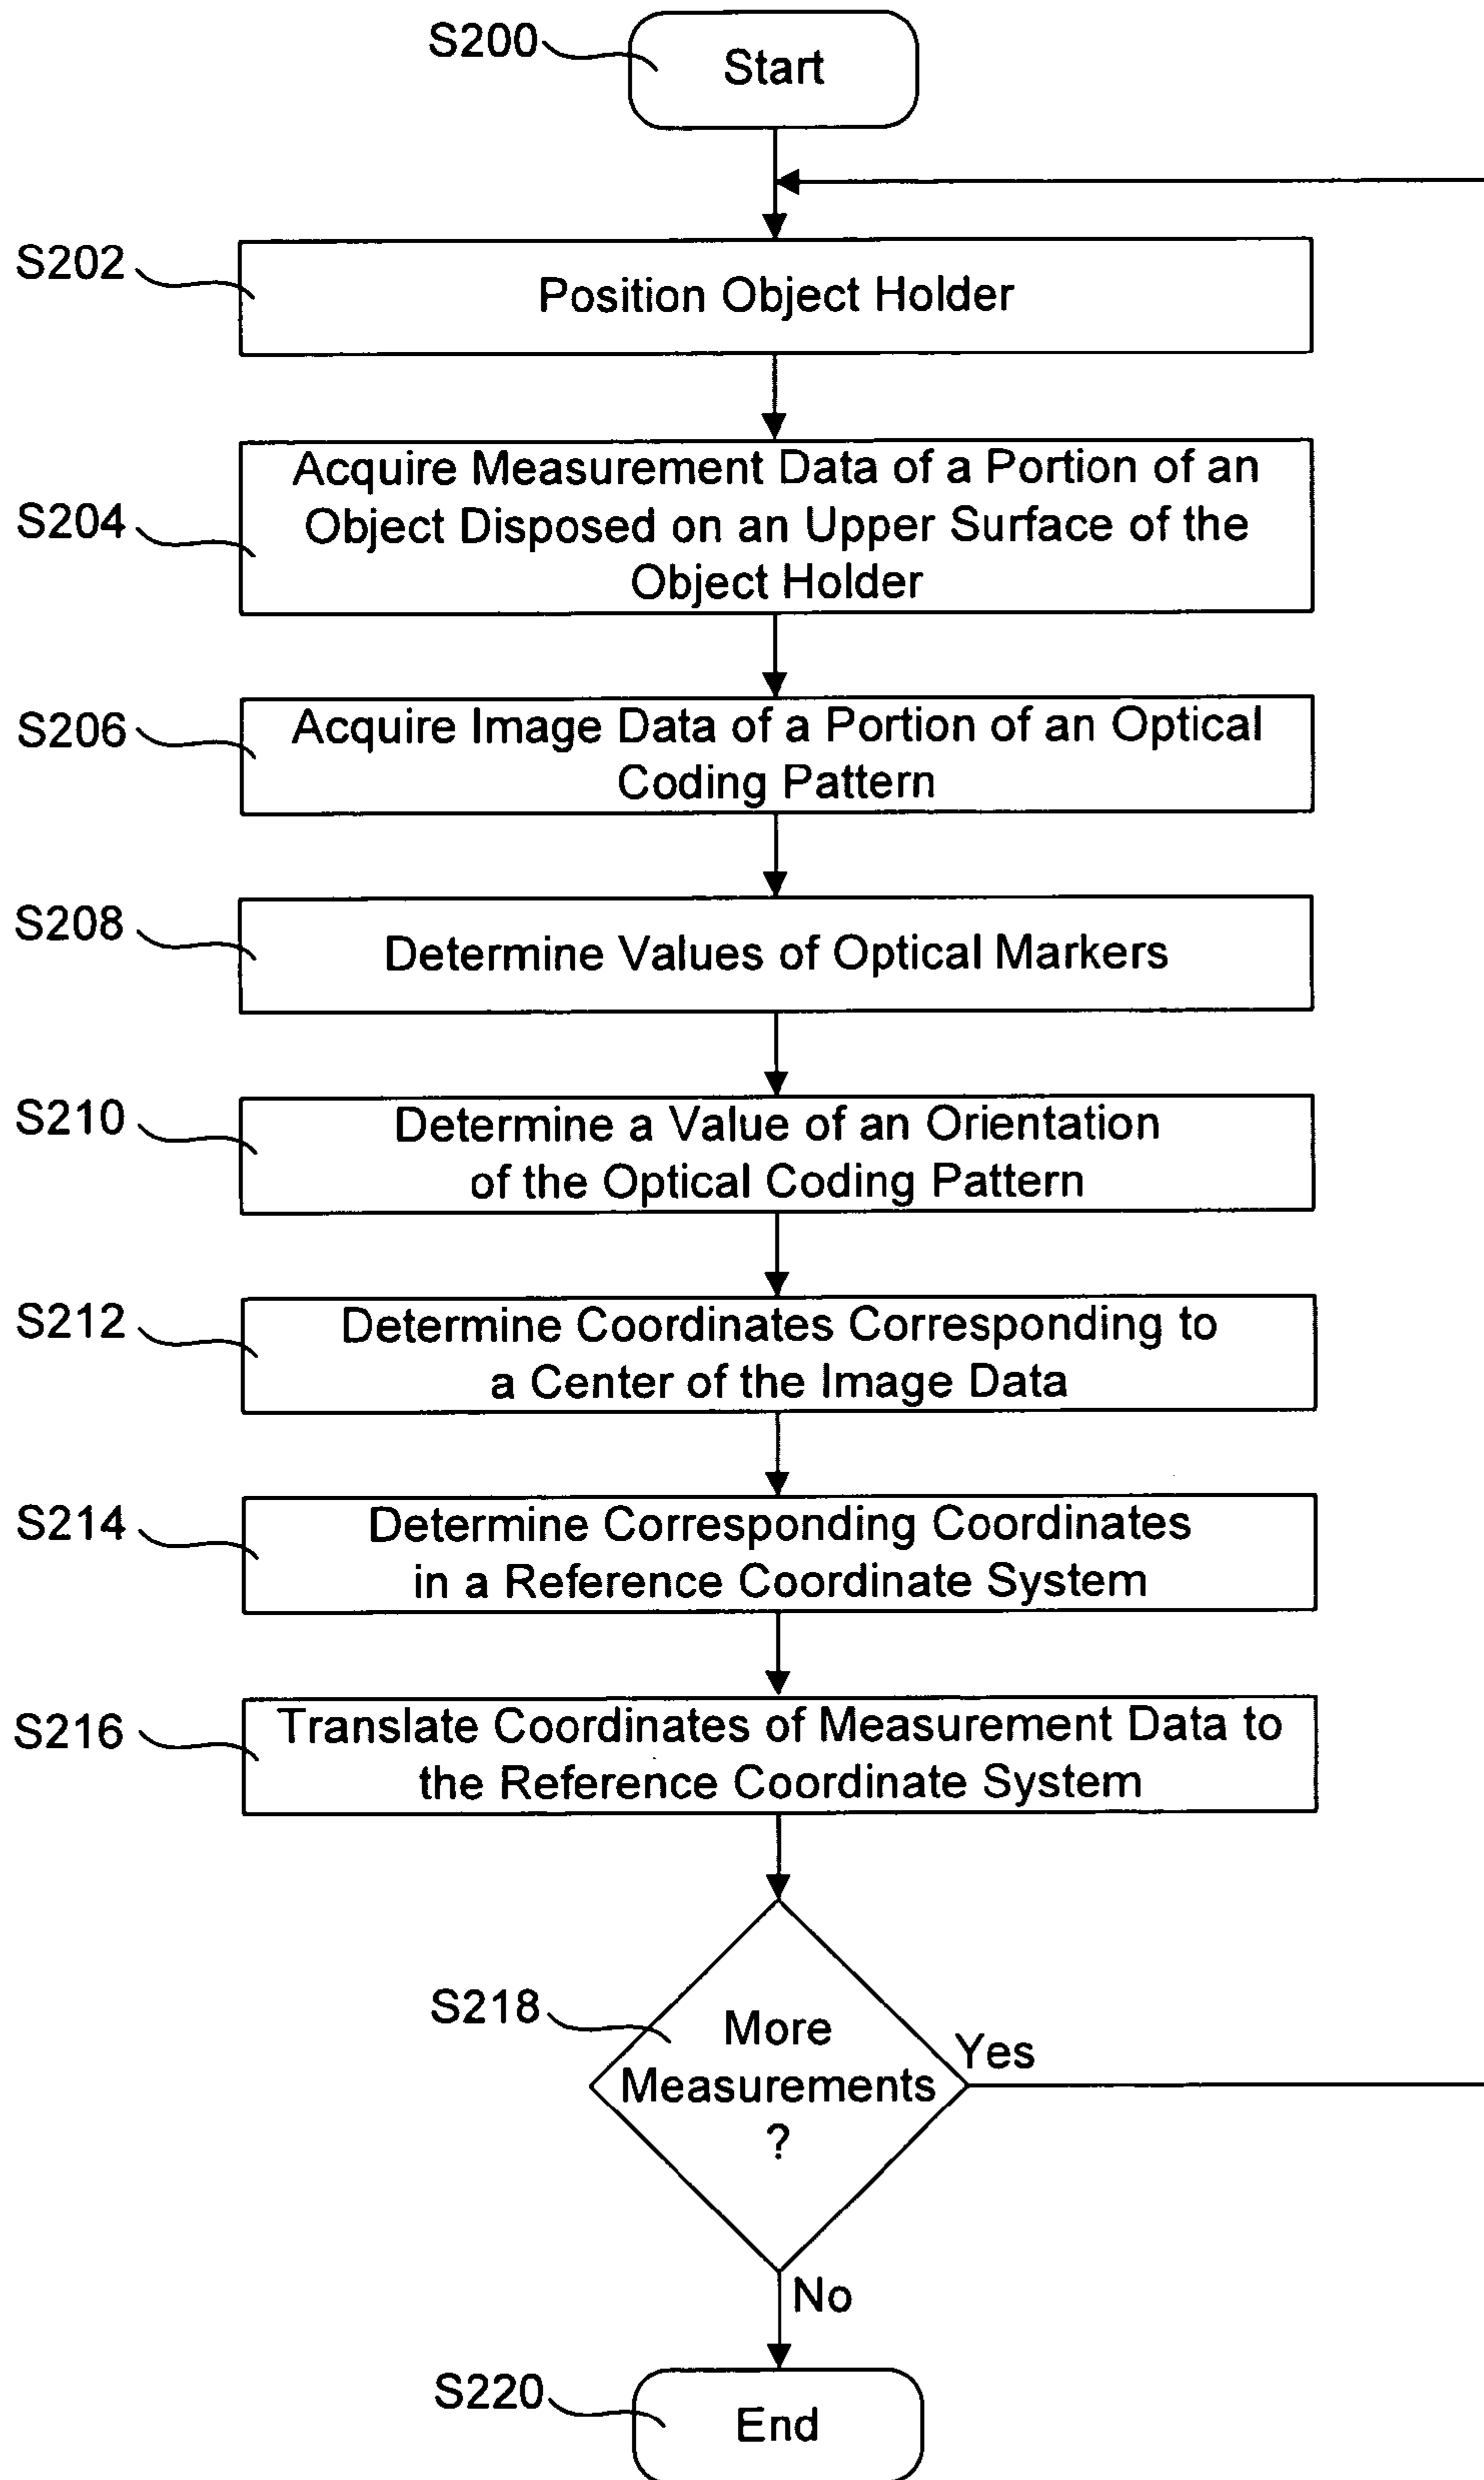 S200
Start
S202
Position Object Holder
S204
Acquire Measurement Data of a Portion of an
Object Disposed on an Upper Surface of the
Object Holder
S206
Acquire Image Data of a Portion of an Optical
Coding Pattern
S208
Determine Values of Optical Markers
S210
Determine a Value of an Orientation
of the Optical Coding Pattern
S212
Determine Coordinates Corresponding to
a Center of the Image Data
S214
Determine Corresponding Coordinates
in a Reference Coordinate System
S216
Translate Coordinates of Measurement Data to
the Reference Coordinate System
S218
More
Measurements
?
Yes
No
S220
End